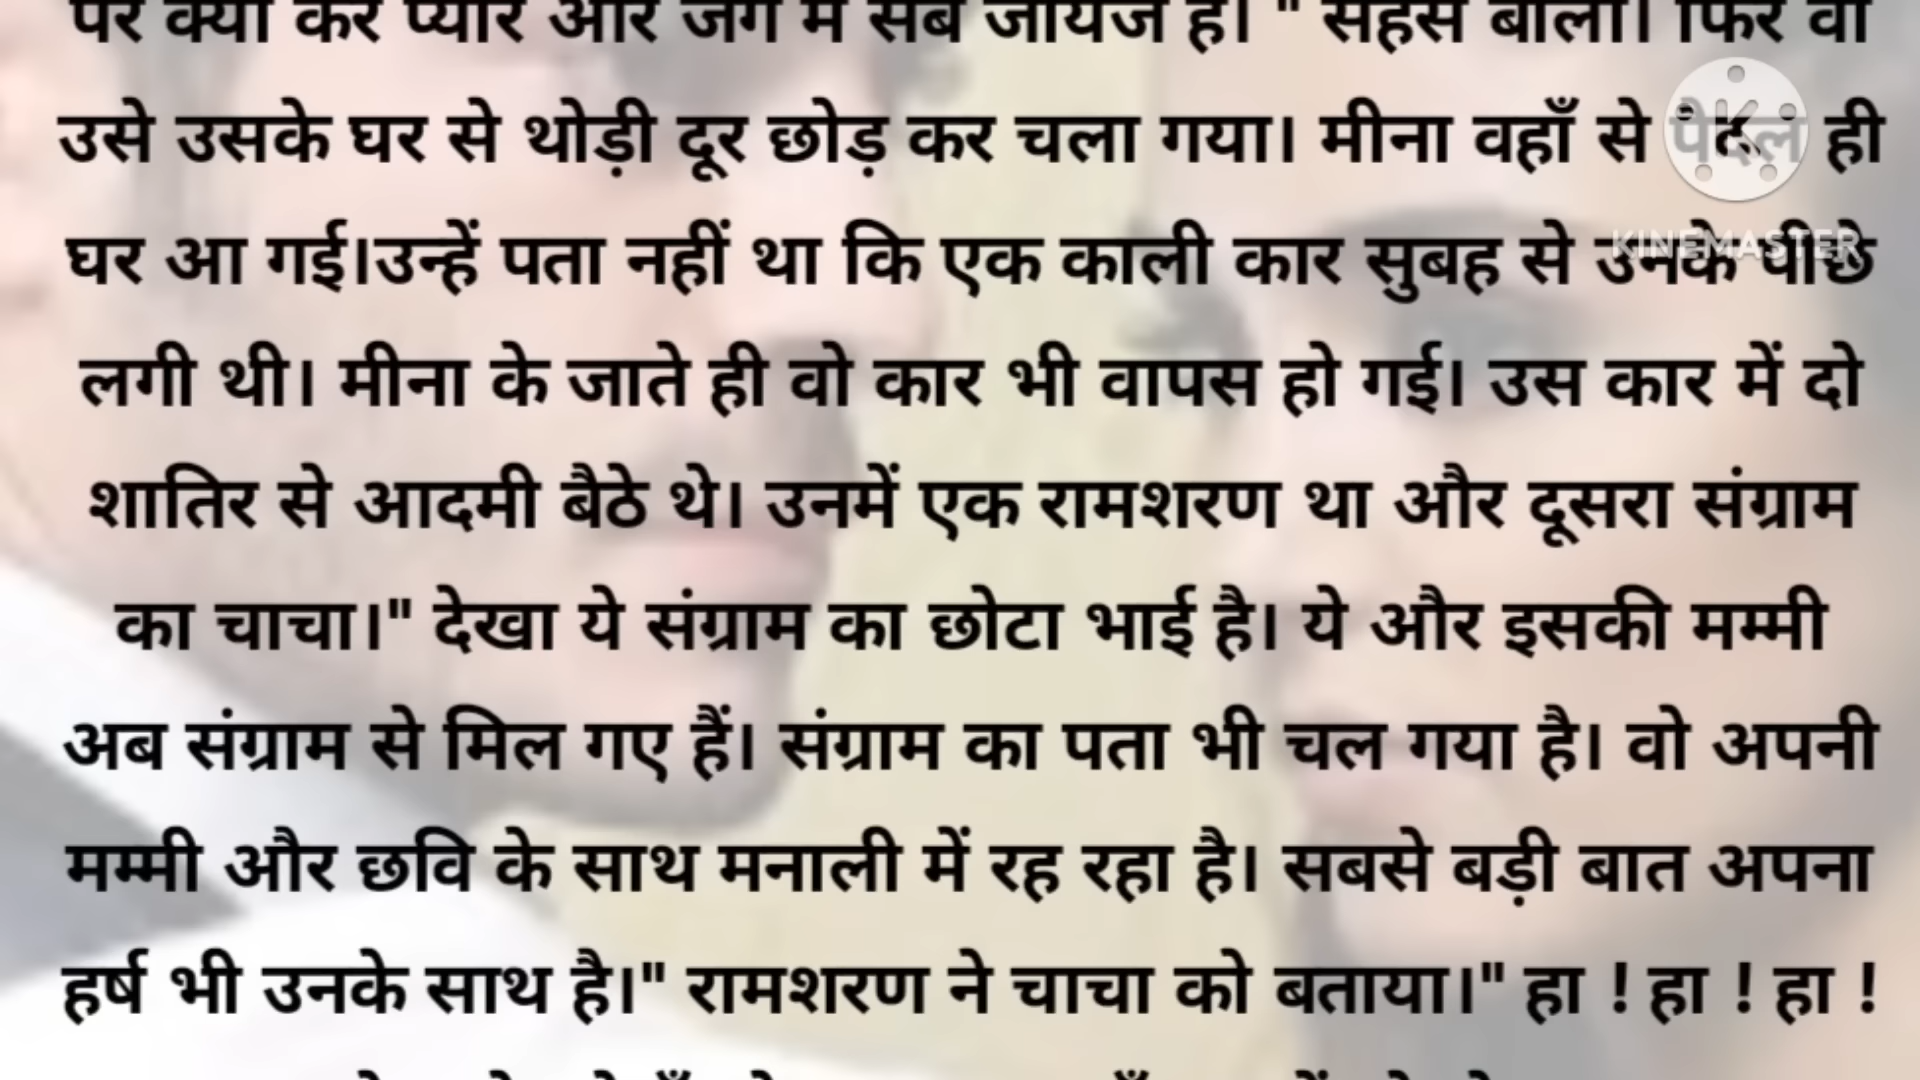 पर क्या करे प्यार और जंग में सब जायज है। " सहस बोला। फिर वो
उसे उसके घर से थोड़ी दूर छोड़ कर चला गया। मीना वहाँ से पैदल ही
घर आ गई।उन्हें पता नहीं था कि एक काली कार सुबह से उनके पीछे
लगी थी। मीना के जाते ही वो कार भी वापस हो गई। उस कार में दो
शातिर से आदमी बैठे थे। उनमें एक रामशरण था और दूसरा संग्राम
का चाचा।" देखा ये संग्राम का छोटा भाई है। ये और इसकी मम्मी
अब संग्राम से मिल गए हैं। संग्राम का पता भी चल गया है। वो अपनी
मम्मी और छवि के साथ मनाली में रह रहा है। सबसे बड़ी बात अपना
हर्ष भी उनके साथ है।" रामशरण ने चाचा को बताया।" हा ! हा ! हा !
KINEMASTER